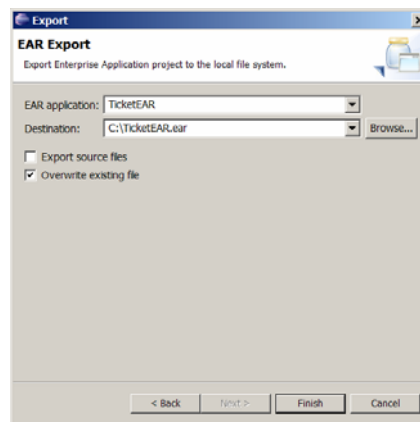 Export
EAR Export
Export Enterprise Application project to the local file system.
EAR application: TicketEAR
Destination: C:\TicketEAR.ear Browse...
Export source files
Overwrite existing file
< Back Next > Finish Cancel